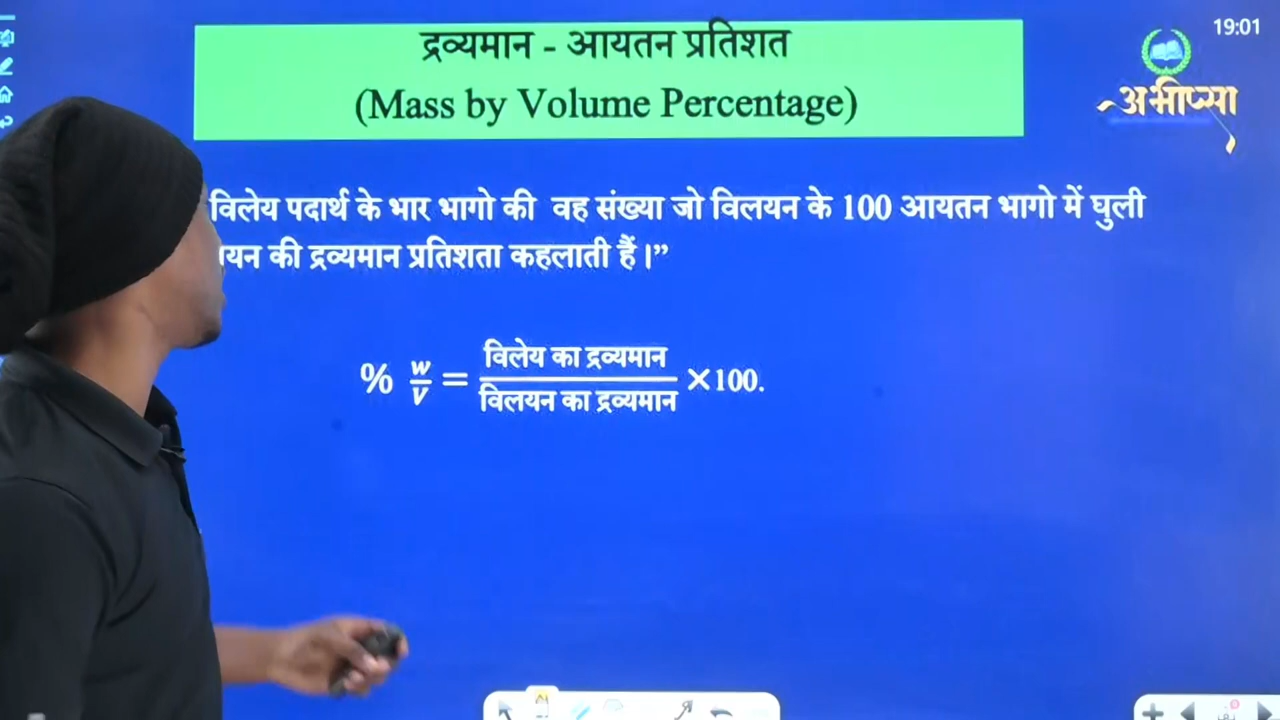 द्रव्यमान - आयतन प्रतिशत
(Mass by Volume Percentage)
19:01
अभीप्सा
विलेय पदार्थ के भार भागो की वह संख्या जो विलयन के 100 आयतन भागो में घुली
की द्रव्यमान प्रतिशता कहलाती हैं।”
% w/V = विलेय का द्रव्यमान / विलयन का द्रव्यमान ×100.